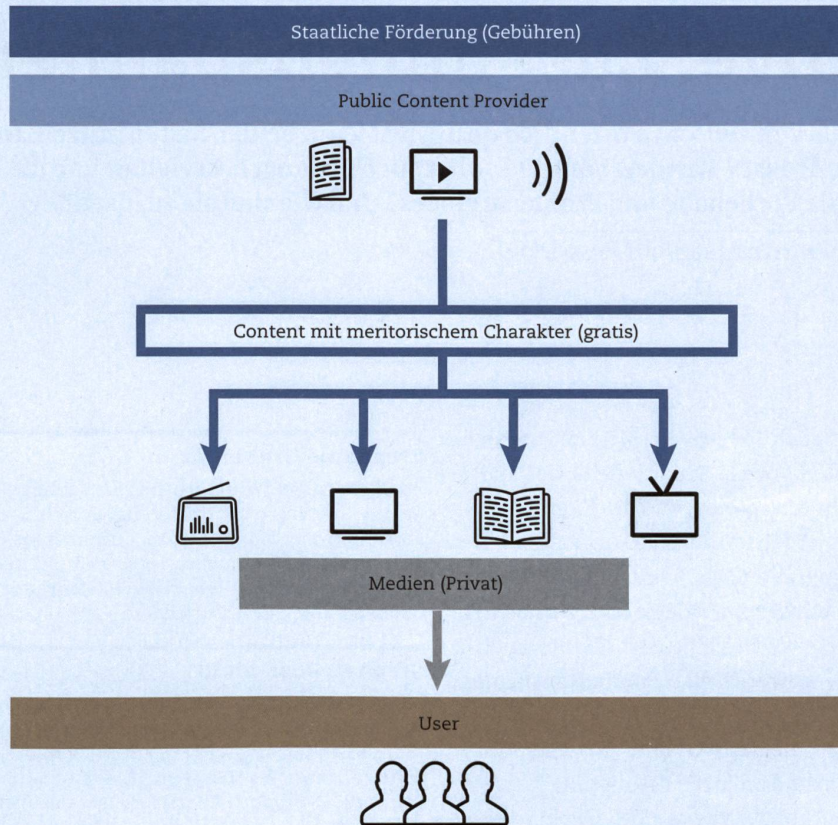 Staatliche Förderung (Gebühren)
Public Content Provider
Content mit meritorischem Charakter (gratis)
Medien (Privat)
User